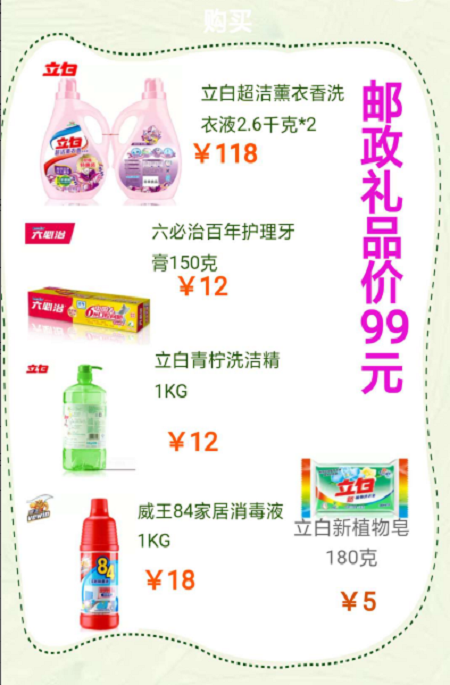 购买
立白
立白超洁薰衣香洗
衣液2.6千克*2
￥118
立白
六必治
六必治百年护理牙
膏150克
￥12
六必治
立白
立白青柠洗洁精
1KG
￥12
威王84家居消毒液
1KG
￥18
84
邮政礼品价99元
立白
立白新植物皂
180克
￥5